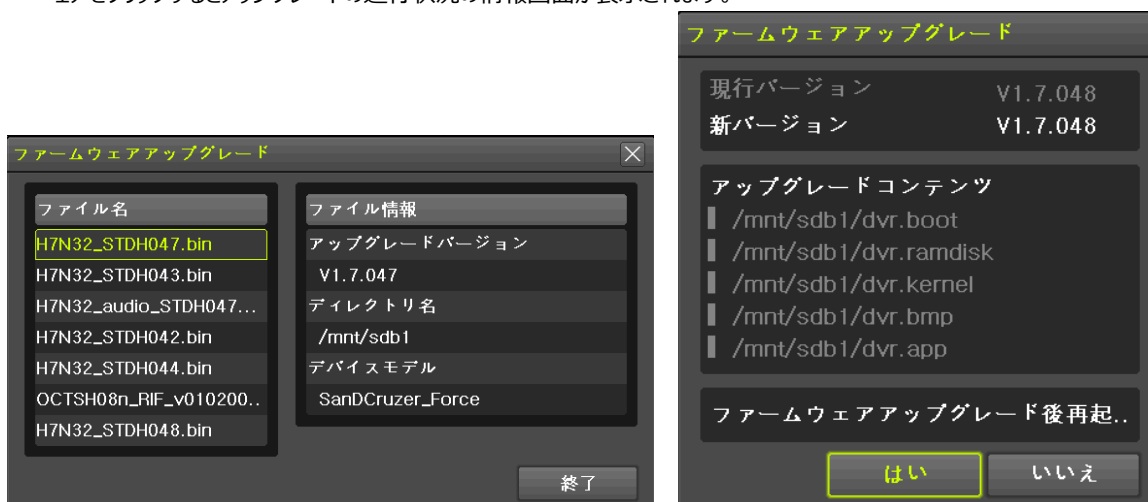 ファームウェアアップグレード
ファイル名
H7N32_STDH047.bin
H7N32_STDH043.bin
H7N32_audio_STDH047...
H7N32_STDH042.bin
H7N32_STDH044.bin
OCTSH08n_RIF_v010200..
H7N32_STDH048.bin
ファイル情報
アップグレードバージョン
V1.7.047
ディレクトリ名
/mnt/sdb1
デバイスモデル
SanDCruzer_Force
終了
ファームウェアアップグレード
現行バージョン V1.7.048
新バージョン V1.7.048
アップグレードコンテンツ
/mnt/sdb1/dvr.boot
/mnt/sdb1/dvr.ramdisk
/mnt/sdb1/dvr.kernel
/mnt/sdb1/dvr.bmp
/mnt/sdb1/dvr.app
ファームウェアアップグレード後再起..
はい いいえ